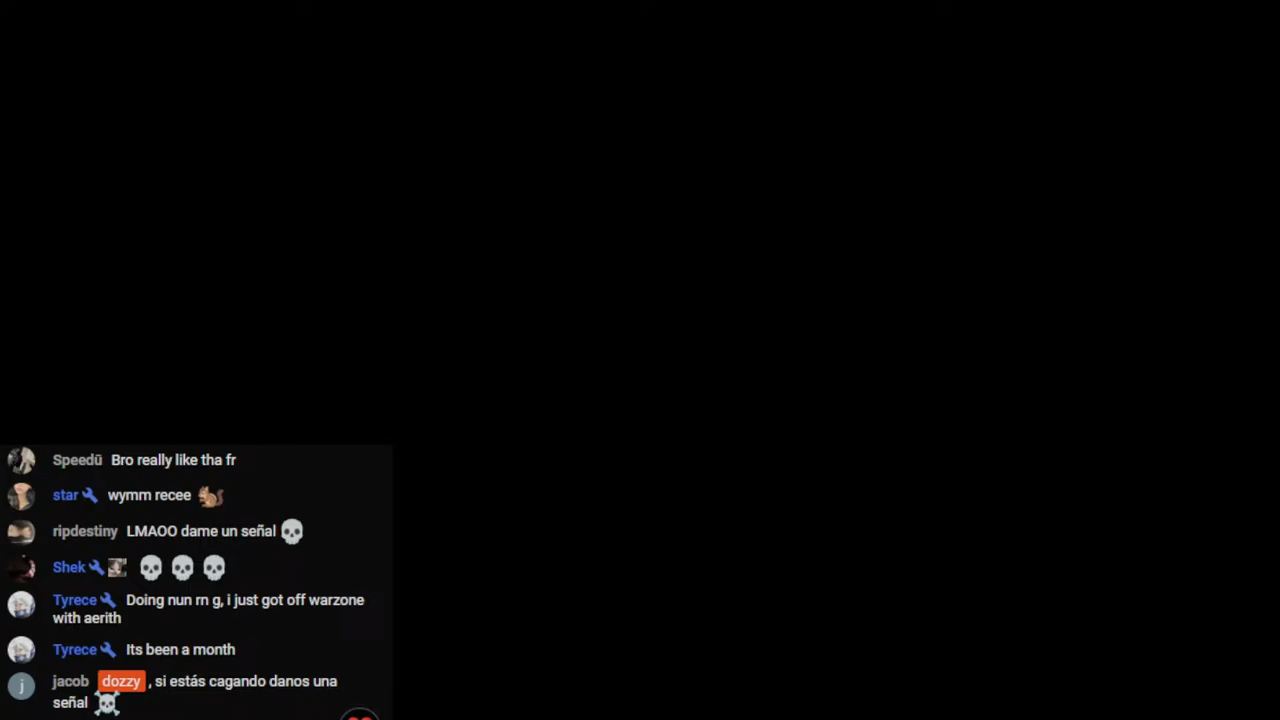 Speedū Bro really like tha fr
star wymm recee
ripdestiny LMAOO dame un señal
Shek
Tyrece Doing nun rn g, i just got off warzone
with aerith
Tyrece Its been a month
j jacob dozzy , si estás cagando danos una
señal